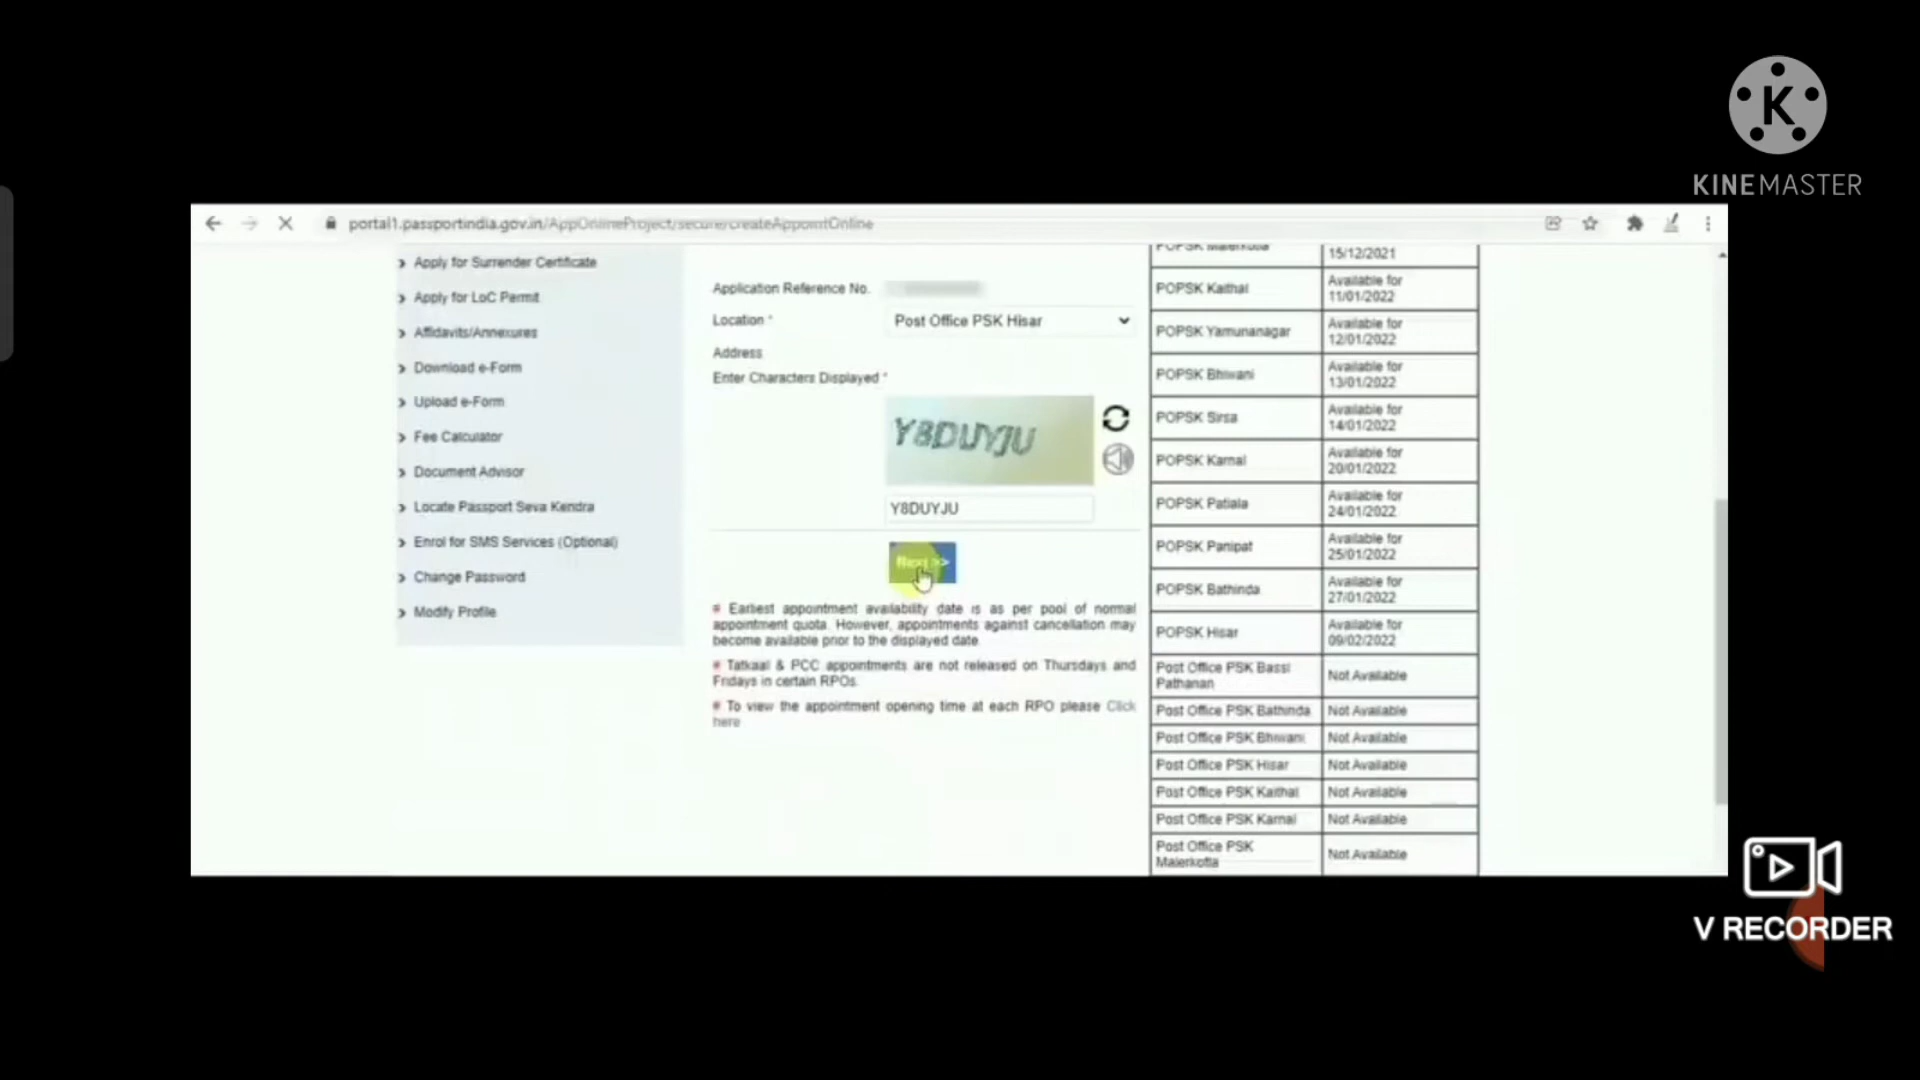 KINEMASTER
portal1.passportindia.gov.in/AppOnlineProject/secure/createAppointOnline
Apply for Surrender Certificate
Apply for LoC Permit
Affidavits/Annexures
Download e-Form
Upload e-Form
Fee Calculator
Document Advisor
Locate Passport Seva Kendra
Enrol for SMS Services (Optional)
Change Password
Modify Profile
Application Reference No.
Location * Post Office PSK Hisar
Address
Enter Characters Displayed *
Y8DUYJU
Y8DUYJU
Next >>
# Earliest appointment availability date is as per pool of normal
appointment quota. However, appointments against cancellation may
become available prior to the displayed date.
# Tatkaal & PCC appointments are not released on Thursdays and
Fridays in certain RPOs.
# To view the appointment opening time at each RPO please Click
here
POPSK Malerkotla
15/12/2021
POPSK Kaithal
Available for
11/01/2022
POPSK Yamunanagar
Available for
12/01/2022
POPSK Bhiwani
Available for
13/01/2022
POPSK Sirsa
Available for
14/01/2022
POPSK Karnal
Available for
20/01/2022
POPSK Patiala
Available for
24/01/2022
POPSK Panipat
Available for
25/01/2022
POPSK Bathinda
Available for
27/01/2022
POPSK Hisar
Available for
09/02/2022
Post Office PSK Bassi
Pathanan
Not Available
Post Office PSK Bathinda Not Available
Post Office PSK Bhiwani Not Available
Post Office PSK Hisar Not Available
Post Office PSK Kaithal Not Available
Post Office PSK Karnal Not Available
Post Office PSK
Malerkotla
Not Available
V RECORDER